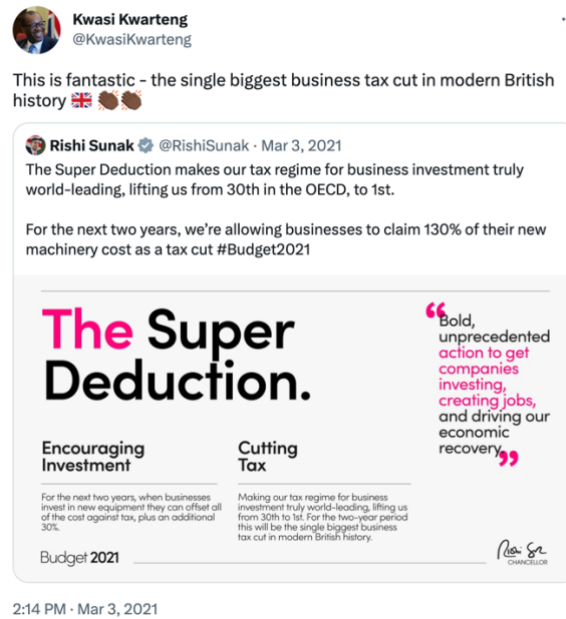 Kwasi Kwarteng
@KwasiKwarteng
This is fantastic - the single biggest business tax cut in modern British
history 🇬🇧 👏🏾👏🏾
Rishi Sunak @RishiSunak · Mar 3, 2021
The Super Deduction makes our tax regime for business investment truly
world-leading, lifting us from 30th in the OECD, to 1st.
For the next two years, we're allowing businesses to claim 130% of their new
machinery cost as a tax cut #Budget2021
The Super
Deduction.
Encouraging
Investment
For the next two years, when businesses
invest in new equipment they can offset all
of the cost against tax, plus an additional
30%.
Cutting
Tax
Making our tax regime for business
investment truly world-leading, lifting us
from 30th to 1st. For the two-year period
this will be the single biggest business
tax cut in modern British history.
“Bold,
unprecedented
action to get
companies
investing,
creating jobs,
and driving our
economic
recovery”
Budget 2021
CHANCELLOR
2:14 PM · Mar 3, 2021